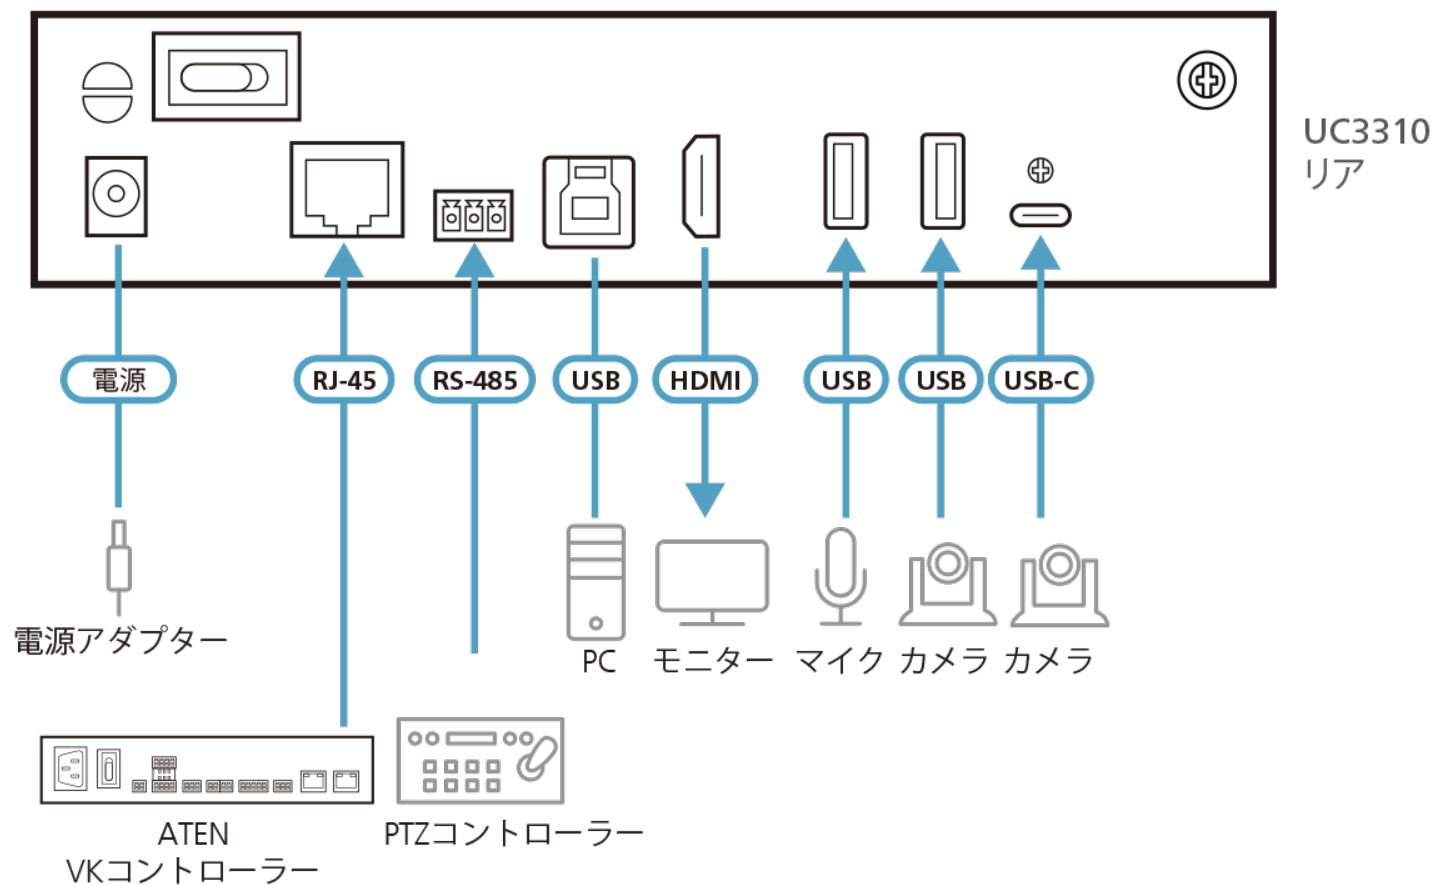 UC3310
リア
電源
RJ-45
RS-485
USB
HDMI
USB
USB
USB-C
電源アダプター
PC
モニター
マイク
カメラ
カメラ
ATEN
VKコントローラー
PTZコントローラー